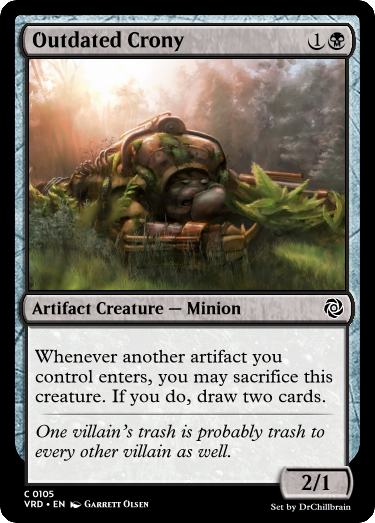 Outdated Crony 1
Artifact Creature — Minion
Whenever another artifact you
control enters, you may sacrifice this
creature. If you do, draw two cards.
One villain's trash is probably trash to
every other villain as well.
2/1
C 0105
VRD • EN Garrett Olsen
Set by DrChillbrain